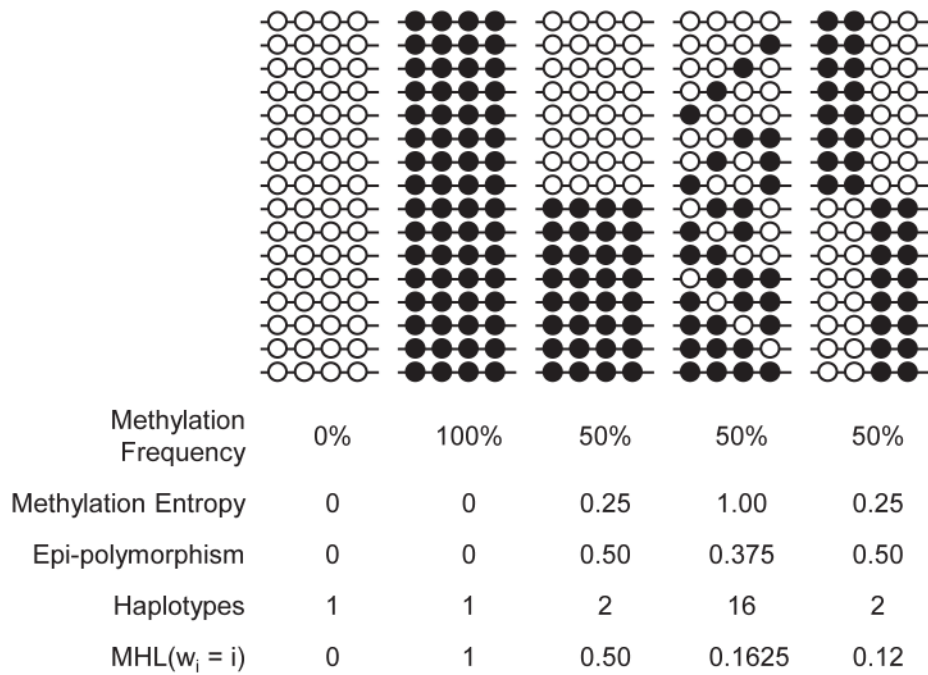 Methylation
Frequency 0% 100% 50% 50% 50%
Methylation Entropy 0 0 0.25 1.00 0.25
Epi-polymorphism 0 0 0.50 0.375 0.50
Haplotypes 1 1 2 16 2
MHL(wᵢ = i) 0 1 0.50 0.1625 0.12